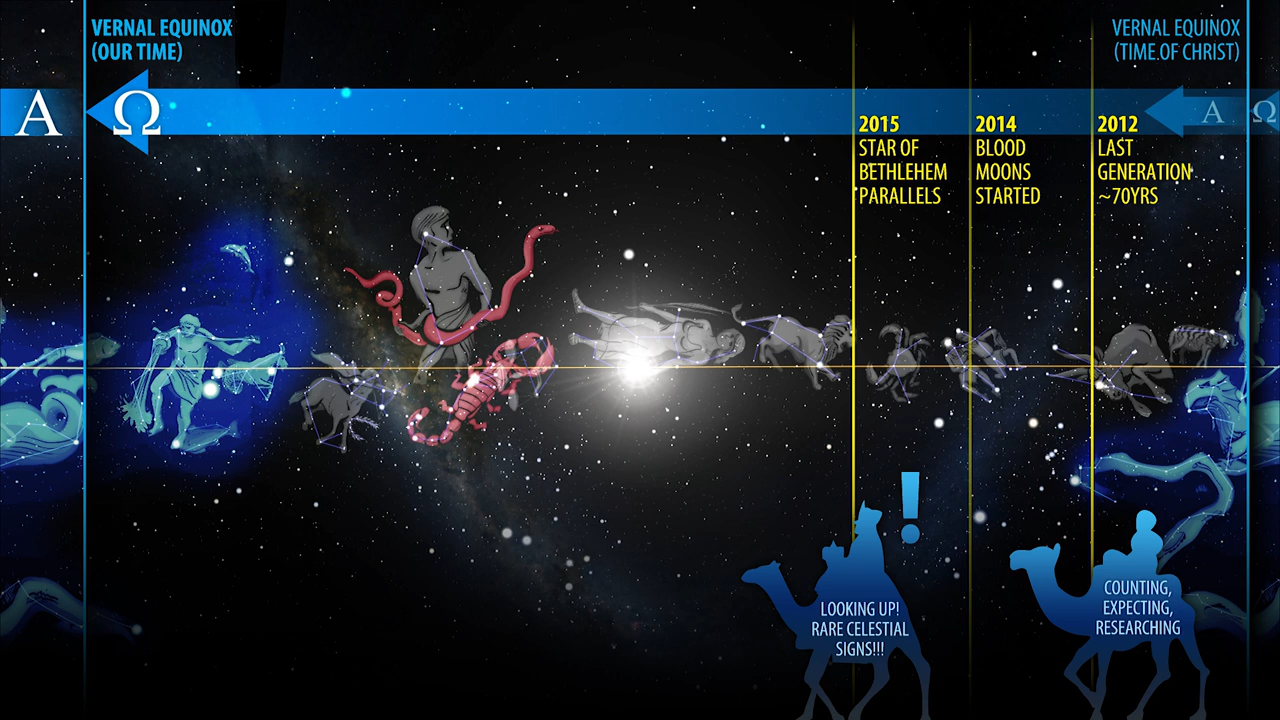 VERNAL EQUINOX
(OUR TIME)
VERNAL EQUINOX
(TIME OF CHRIST)
Α
Ω
Α
Ω
2015
STAR OF
BETHLEHEM
PARALLELS
2014
BLOOD
MOONS
STARTED
2012
LAST
GENERATION
~70YRS
!
LOOKING UP!
RARE CELESTIAL
SIGNS!!!
COUNTING,
EXPECTING,
RESEARCHING